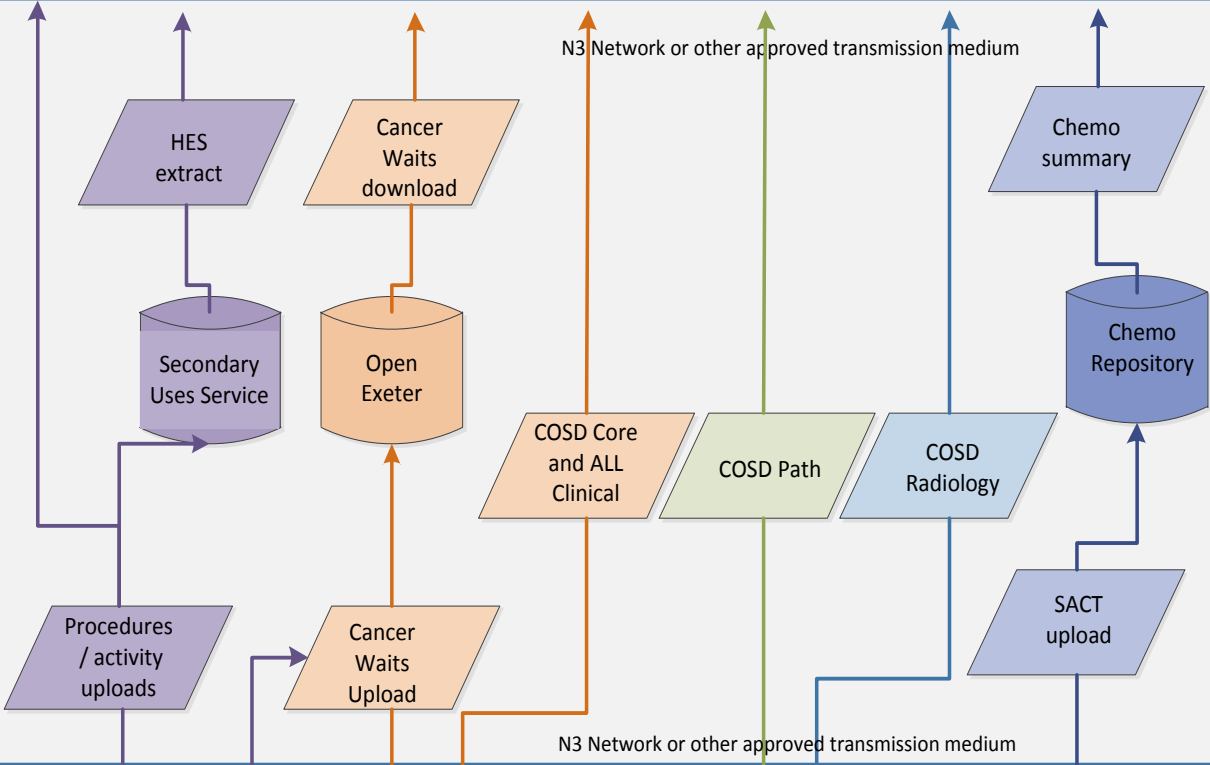 N3 Network or other approved transmission medium
HES
extract
Cancer
Waits
download
Chemo
summary
Secondary
Uses Service
Open
Exeter
Chemo
Repository
COSD Core
and ALL
Clinical
COSD Path
COSD
Radiology
Procedures
/ activity
uploads
Cancer
Waits
Upload
SACT
upload
N3 Network or other approved transmission medium